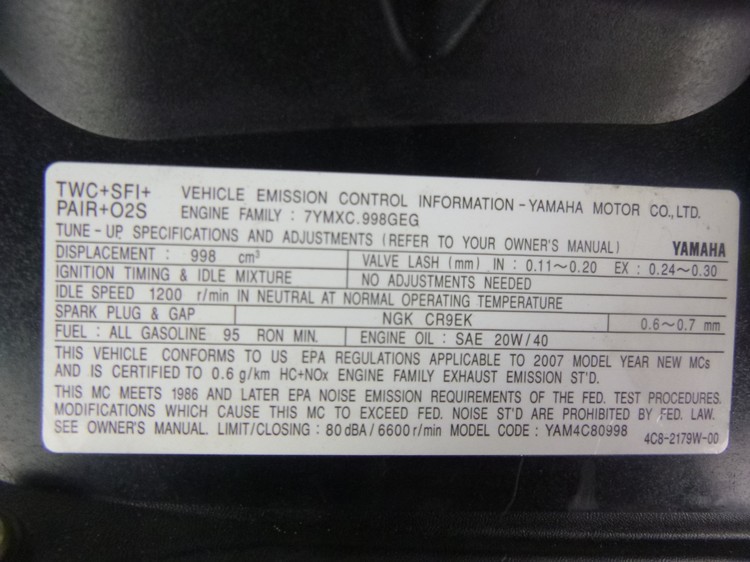 TWC+SFI+ VEHICLE EMISSION CONTROL INFORMATION - YAMAHA MOTOR CO.,LTD.
PAIR+O2S ENGINE FAMILY : 7YMXC.998GEG
TUNE - UP SPECIFICATIONS AND ADJUSTMENTS (REFER TO YOUR OWNER'S MANUAL) YAMAHA
DISPLACEMENT : 998 cm³ VALVE LASH (mm) IN : 0.11~0.20 EX : 0.24~0.30
IGNITION TIMING & IDLE MIXTURE NO ADJUSTMENTS NEEDED
IDLE SPEED 1200 r/min IN NEUTRAL AT NORMAL OPERATING TEMPERATURE
SPARK PLUG & GAP NGK CR9EK 0.6~0.7 mm
FUEL : ALL GASOLINE 95 RON MIN. ENGINE OIL : SAE 20W/40
THIS VEHICLE CONFORMS TO US EPA REGULATIONS APPLICABLE TO 2007 MODEL YEAR NEW MCs
AND IS CERTIFIED TO 0.6 g/km HC+NOx ENGINE FAMILY EXHAUST EMISSION ST'D.
THIS MC MEETS 1986 AND LATER EPA NOISE EMISSION REQUIREMENTS OF THE FED. TEST PROCEDURES.
MODIFICATIONS WHICH CAUSE THIS MC TO EXCEED FED. NOISE ST'D ARE PROHIBITED BY FED. LAW.
SEE OWNER'S MANUAL. LIMIT/CLOSING : 80 dBA / 6600 r/min MODEL CODE : YAM4C80998
4C8-2179W-00